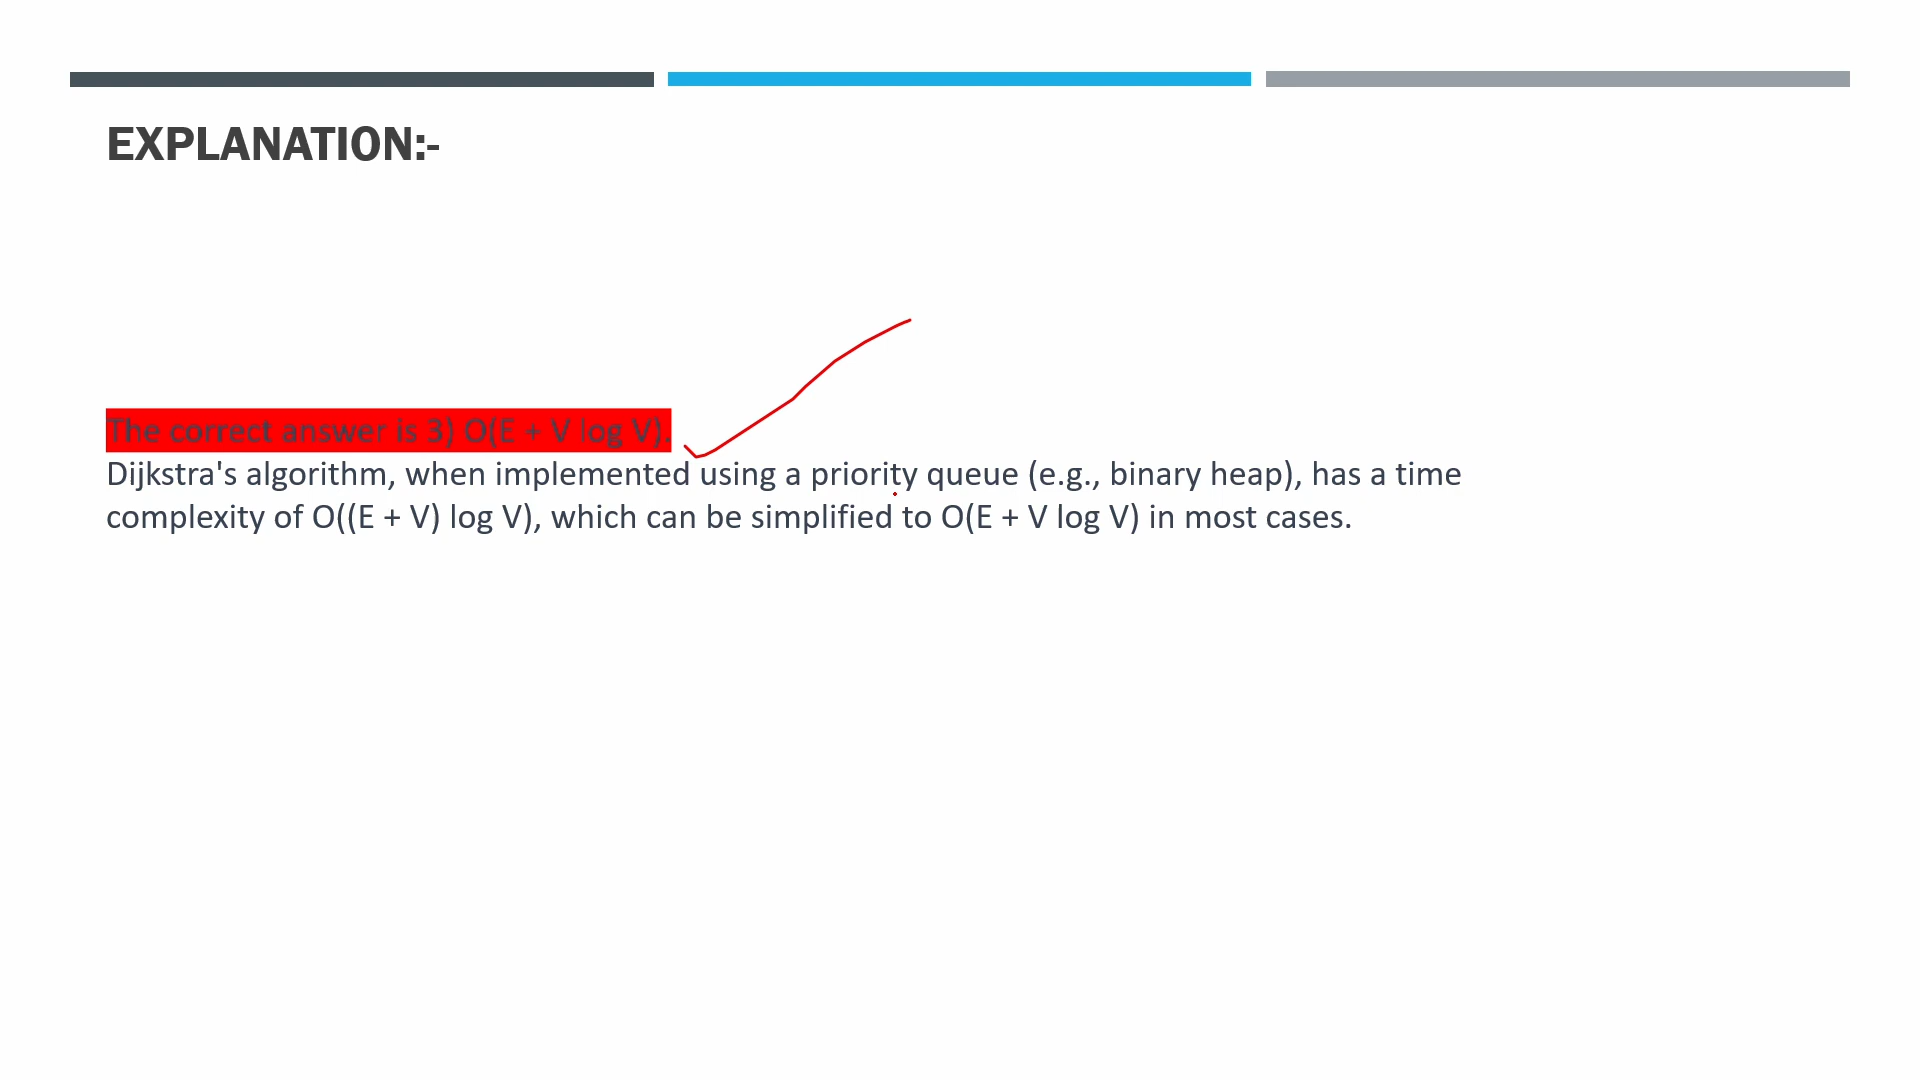 EXPLANATION:-
The correct answer is 3) O(E + V log V).
Dijkstra's algorithm, when implemented using a priority queue (e.g., binary heap), has a time
complexity of O((E + V) log V), which can be simplified to O(E + V log V) in most cases.